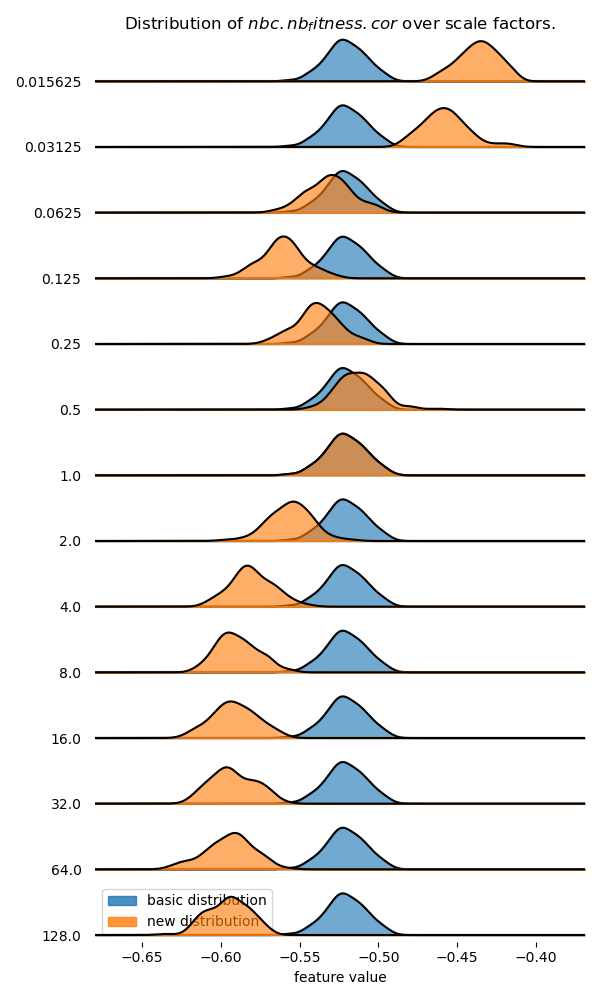 Distribution of nbc.nb_fitness.cor over scale factors.
0.015625
0.03125
0.0625
0.125
0.25
0.5
1.0
2.0
4.0
8.0
16.0
32.0
64.0
128.0
basic distribution
new distribution
−0.65 −0.60 −0.55 −0.50 −0.45 −0.40
feature value